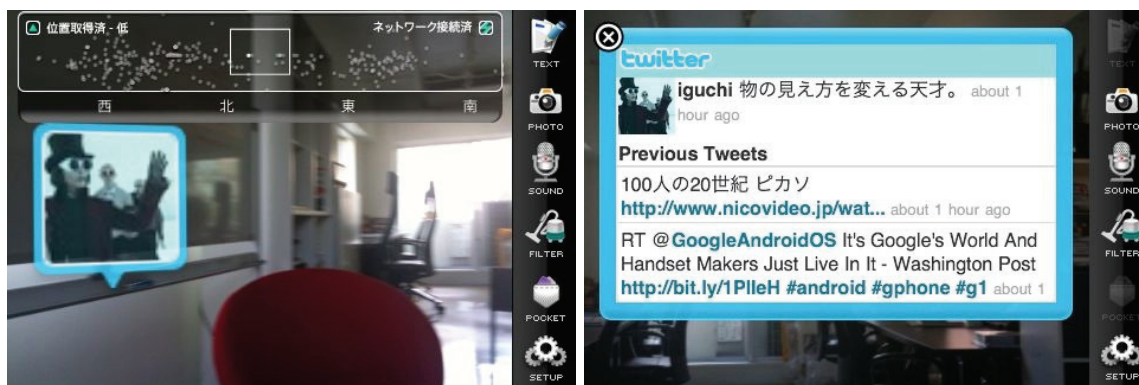 位置取得済 - 低
ネットワーク接続済
西 北 東 南
TEXT
PHOTO
SOUND
FILTER
POCKET
SETUP
twitter
iguchi 物の見え方を変える天才。 about 1
hour ago
Previous Tweets
100人の20世紀 ピカソ
http://www.nicovideo.jp/wat... about 1 hour ago
RT @GoogleAndroidOS It's Google's World And
Handset Makers Just Live In It - Washington Post
http://bit.ly/1PlleH #android #gphone #g1 about 1
TEXT
PHOTO
SOUND
FILTER
POCKET
SETUP